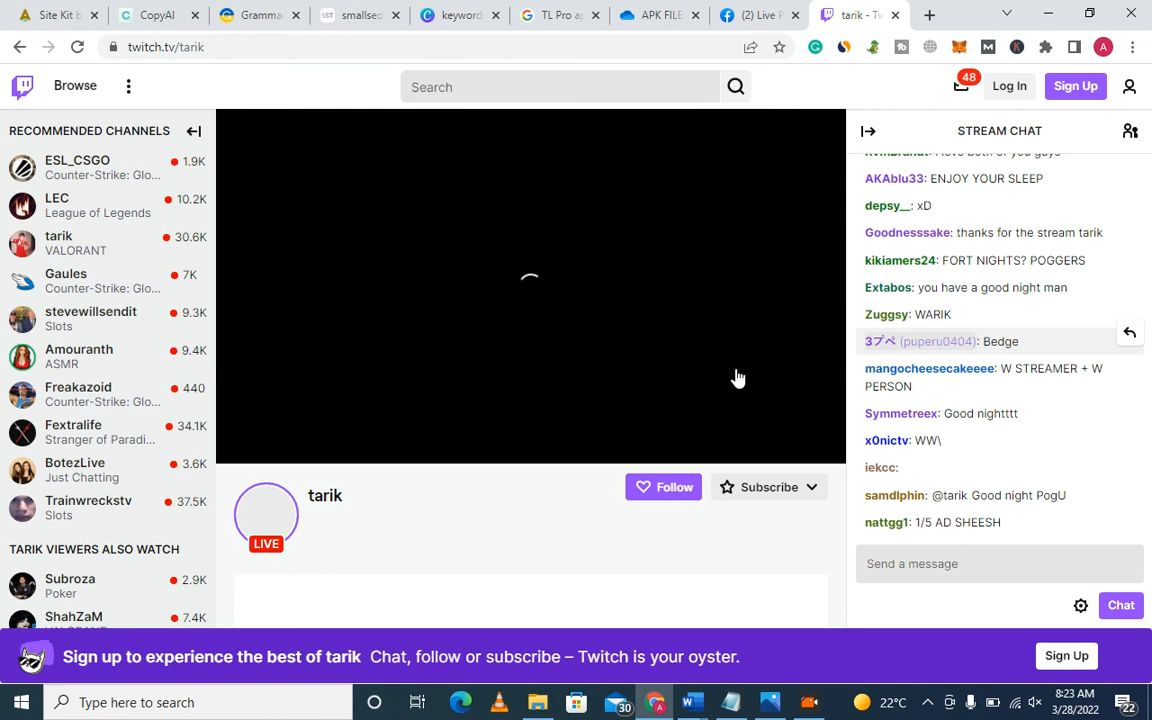 Site Kit b
CopyAI
Gramma
smallseo
keyword
TL Pro a
APK FILE
(2) Live F
tarik - Tw
twitch.tv/tarik
Browse
Search
48
Log In
Sign Up
RECOMMENDED CHANNELS
ESL_CSGO
1.9K
Counter-Strike: Glo...
LEC
10.2K
League of Legends
tarik
30.6K
VALORANT
Gaules
7K
Counter-Strike: Glo...
stevewillsendit
9.3K
Slots
Amouranth
9.4K
ASMR
Freakazoid
440
Counter-Strike: Glo...
Fextralife
34.1K
Stranger of Paradi...
BotezLive
3.6K
Just Chatting
Trainwreckstv
37.5K
Slots
TARIK VIEWERS ALSO WATCH
Subroza
2.9K
Poker
ShahZaM
7.4K
tarik
LIVE
Follow
Subscribe
STREAM CHAT
AKAblu33: ENJOY YOUR SLEEP
depsy__: xD
Goodnesssake: thanks for the stream tarik
kikiamers24: FORT NIGHTS? POGGERS
Extabos: you have a good night man
Zuggsy: WARIK
3プペ (puperu0404): Bedge
mangocheesecakeeee: W STREAMER + W
PERSON
Symmetreex: Good nightttt
x0nictv: WW\
iekcc:
samdlphin: @tarik Good night PogU
nattgg1: 1/5 AD SHEESH
Send a message
Chat
Sign up to experience the best of tarik Chat, follow or subscribe – Twitch is your oyster.
Sign Up
Type here to search
30
22°C
8:23 AM
3/28/2022
22